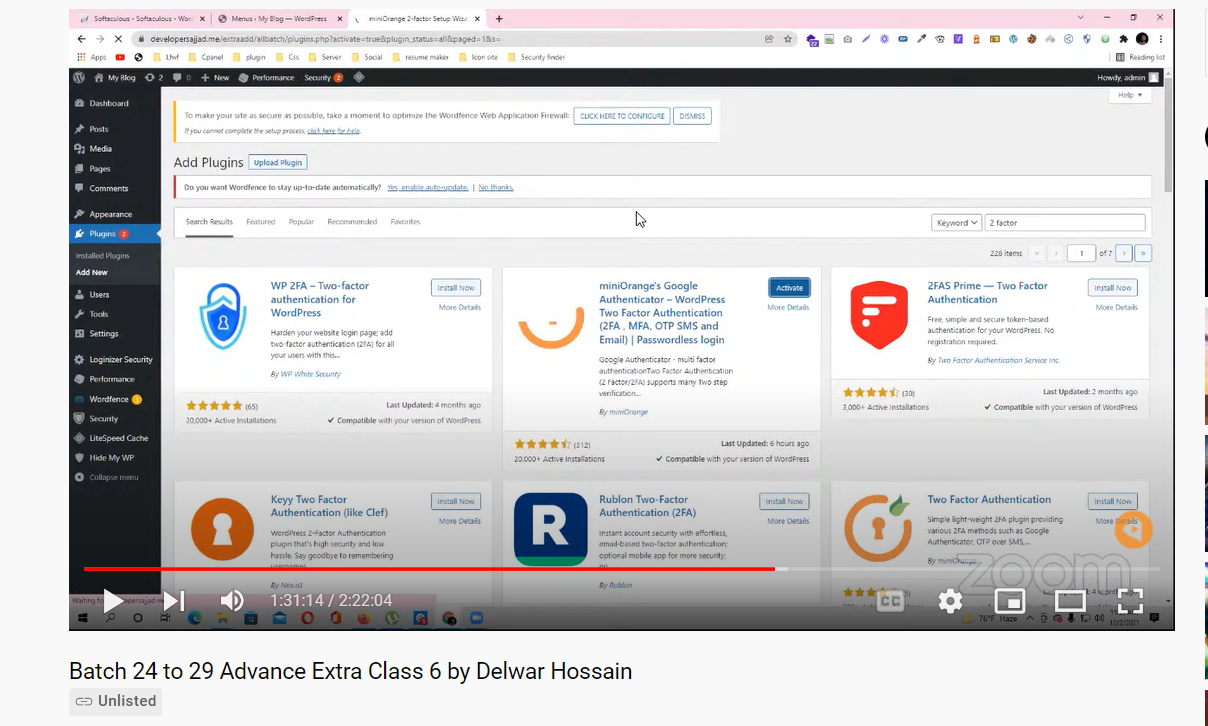 Softaculous - Softaculous - Wor
Menus ‹ My Blog — WordPress
miniOrange 2-factor Setup Wiza
developersajjad.me/extraadd/allbatch/plugins.php?activate=true&plugin_status=all&paged=1&s=
Apps
Cpanel
plugin
Css
Server
Social
resume maker
Icon site
Security finder
Reading list
My Blog
2
0
New
Performance
Security 2
Howdy, admin
Help
Dashboard
Posts
Media
Pages
Comments
Appearance
Plugins 2
Installed Plugins
Add New
Users
Tools
Settings
Loginizer Security
Performance
Wordfence
Security
LiteSpeed Cache
Hide My WP
Collapse menu
To make your site as secure as possible, take a moment to optimize the Wordfence Web Application Firewall: CLICK HERE TO CONFIGURE DISMISS
If you cannot complete the setup process, click here for help.
Add Plugins Upload Plugin
Do you want Wordfence to stay up-to-date automatically? Yes, enable auto-update. | No thanks.
Search Results Featured Popular Recommended Favorites
Keyword 2 factor
228 items « ‹ 1 of 7 › »
WP 2FA – Two-factor
authentication for
WordPress
Install Now
More Details
Harden your website login page; add
two-factor authentication (2FA) for all
your users with this...
By WP White Security
(65)
20,000+ Active Installations
Last Updated: 4 months ago
✓ Compatible with your version of WordPress
miniOrange's Google
Authenticator – WordPress
Two Factor Authentication
(2FA , MFA, OTP SMS and
Email) | Passwordless login
Activate
More Details
Google Authenticator - multi factor
authenticationTwo Factor Authentication
(2 Factor/2FA) supports many Two step
verification...
By miniOrange
(312)
20,000+ Active Installations
Last Updated: 6 hours ago
✓ Compatible with your version of WordPress
2FAS Prime — Two Factor
Authentication
Install Now
More Details
Free, simple and secure token-based
authentication for your WordPress. No
registration required.
By Two Factor Authentication Service Inc.
(30)
3,000+ Active Installations
Last Updated: 2 months ago
✓ Compatible with your version of WordPress
Keyy Two Factor
Authentication (like Clef)
Install Now
More Details
WordPress 2-Factor Authentication
plugin that's high security and low
hassle. Say goodbye to remembering
By Nexist
R
Rublon Two-Factor
Authentication (2FA)
Install Now
More Details
Instant account security with effortless,
email-based two-factor authentication;
optional mobile app for more security;
no
By Rublon
Two Factor Authentication
Install Now
More Details
Simple light-weight 2FA plugin providing
various 2FA methods such as Google
Authenticator, OTP over SMS,...
By miniOrange
zoom
1:31:14 / 2:22:04
CC
76°F Haze
12/2/2021
Batch 24 to 29 Advance Extra Class 6 by Delwar Hossain
Unlisted